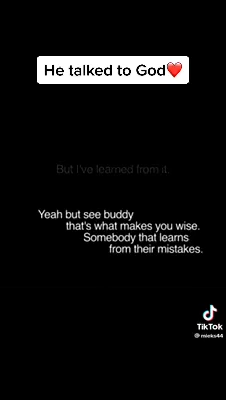 He talked to God❤️
But I've learned from it.
Yeah but see buddy
that's what makes you wise.
Somebody that learns
from their mistakes.
TikTok
@mieks44